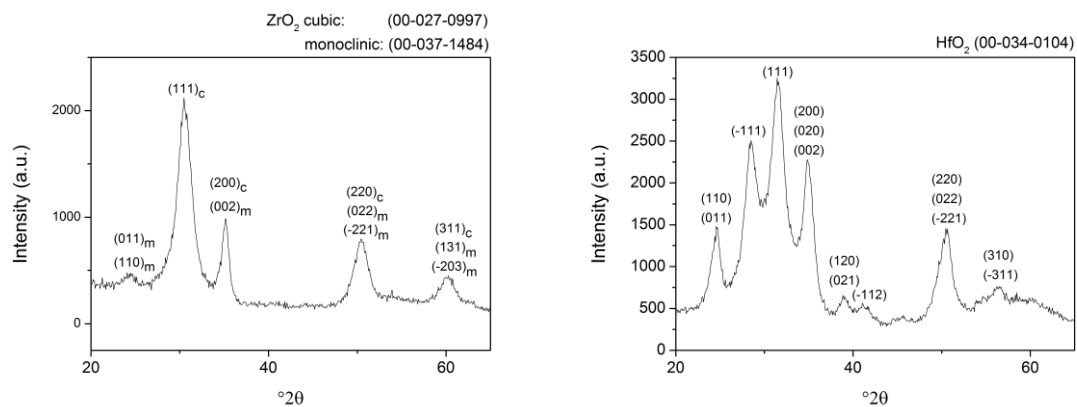 ZrO₂ cubic: (00-027-0997)
monoclinic: (00-037-1484)
Intensity (a.u.)
2000
1000
0
(011)m
(110)m
(111)c
(200)c
(002)m
(220)c
(022)m
(-221)m
(311)c
(131)m
(-203)m
20
40
60
°2θ
HfO₂ (00-034-0104)
Intensity (a.u.)
3500
3000
2500
2000
1500
1000
500
0
(110)
(011)
(-111)
(111)
(200)
(020)
(002)
(120)
(021)
(-112)
(220)
(022)
(-221)
(310)
(-311)
20
40
60
°2θ